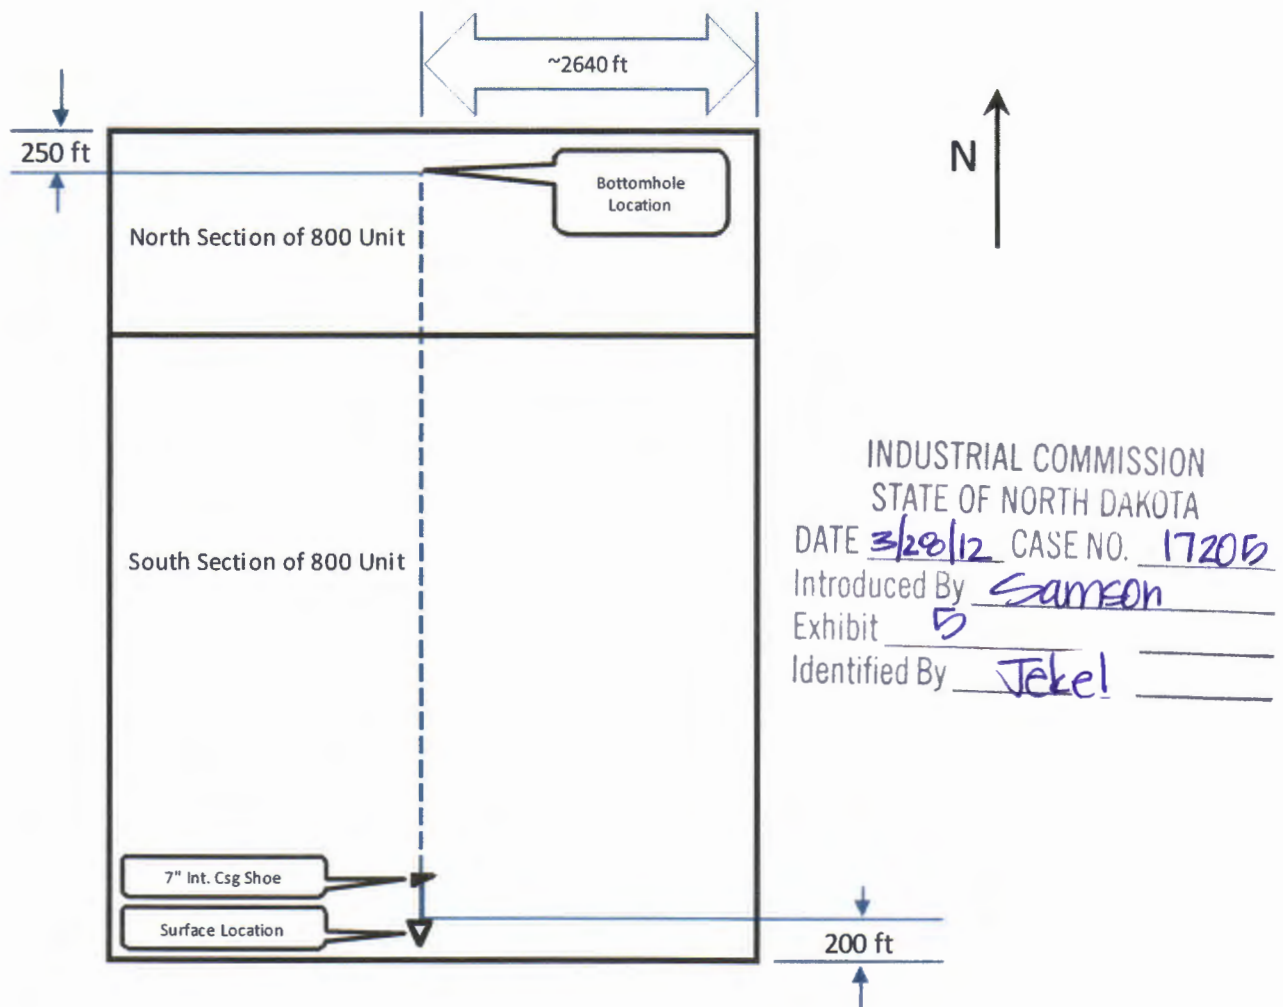 ~2640 ft
250 ft
N
Bottomhole
Location
North Section of 800 Unit
South Section of 800 Unit
INDUSTRIAL COMMISSION
STATE OF NORTH DAKOTA
DATE 3/28/12 CASE NO. 17205
Introduced By Samson
Exhibit 5
Identified By Jekel
7" Int. Csg Shoe
Surface Location
200 ft